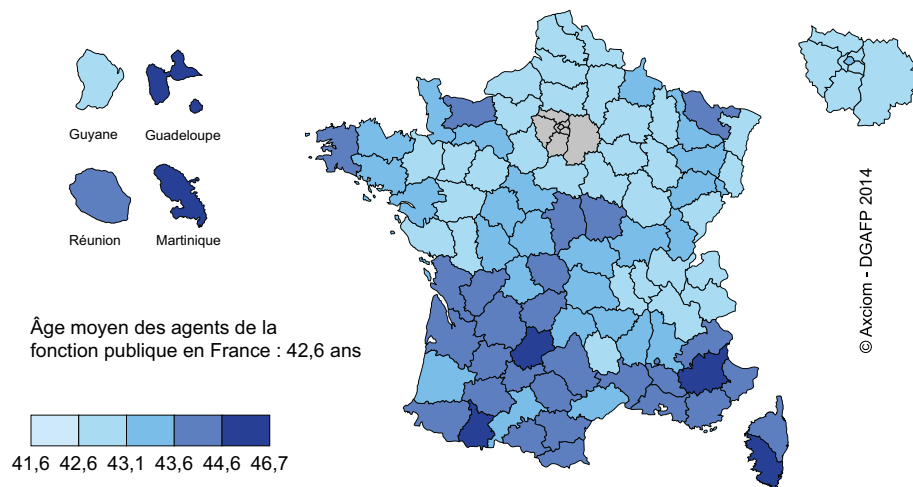 Guyane
Guadeloupe
Réunion
Martinique
Âge moyen des agents de la
fonction publique en France : 42,6 ans
41,6 42,6 43,1 43,6 44,6 46,7
© Axciom - DGAFP 2014